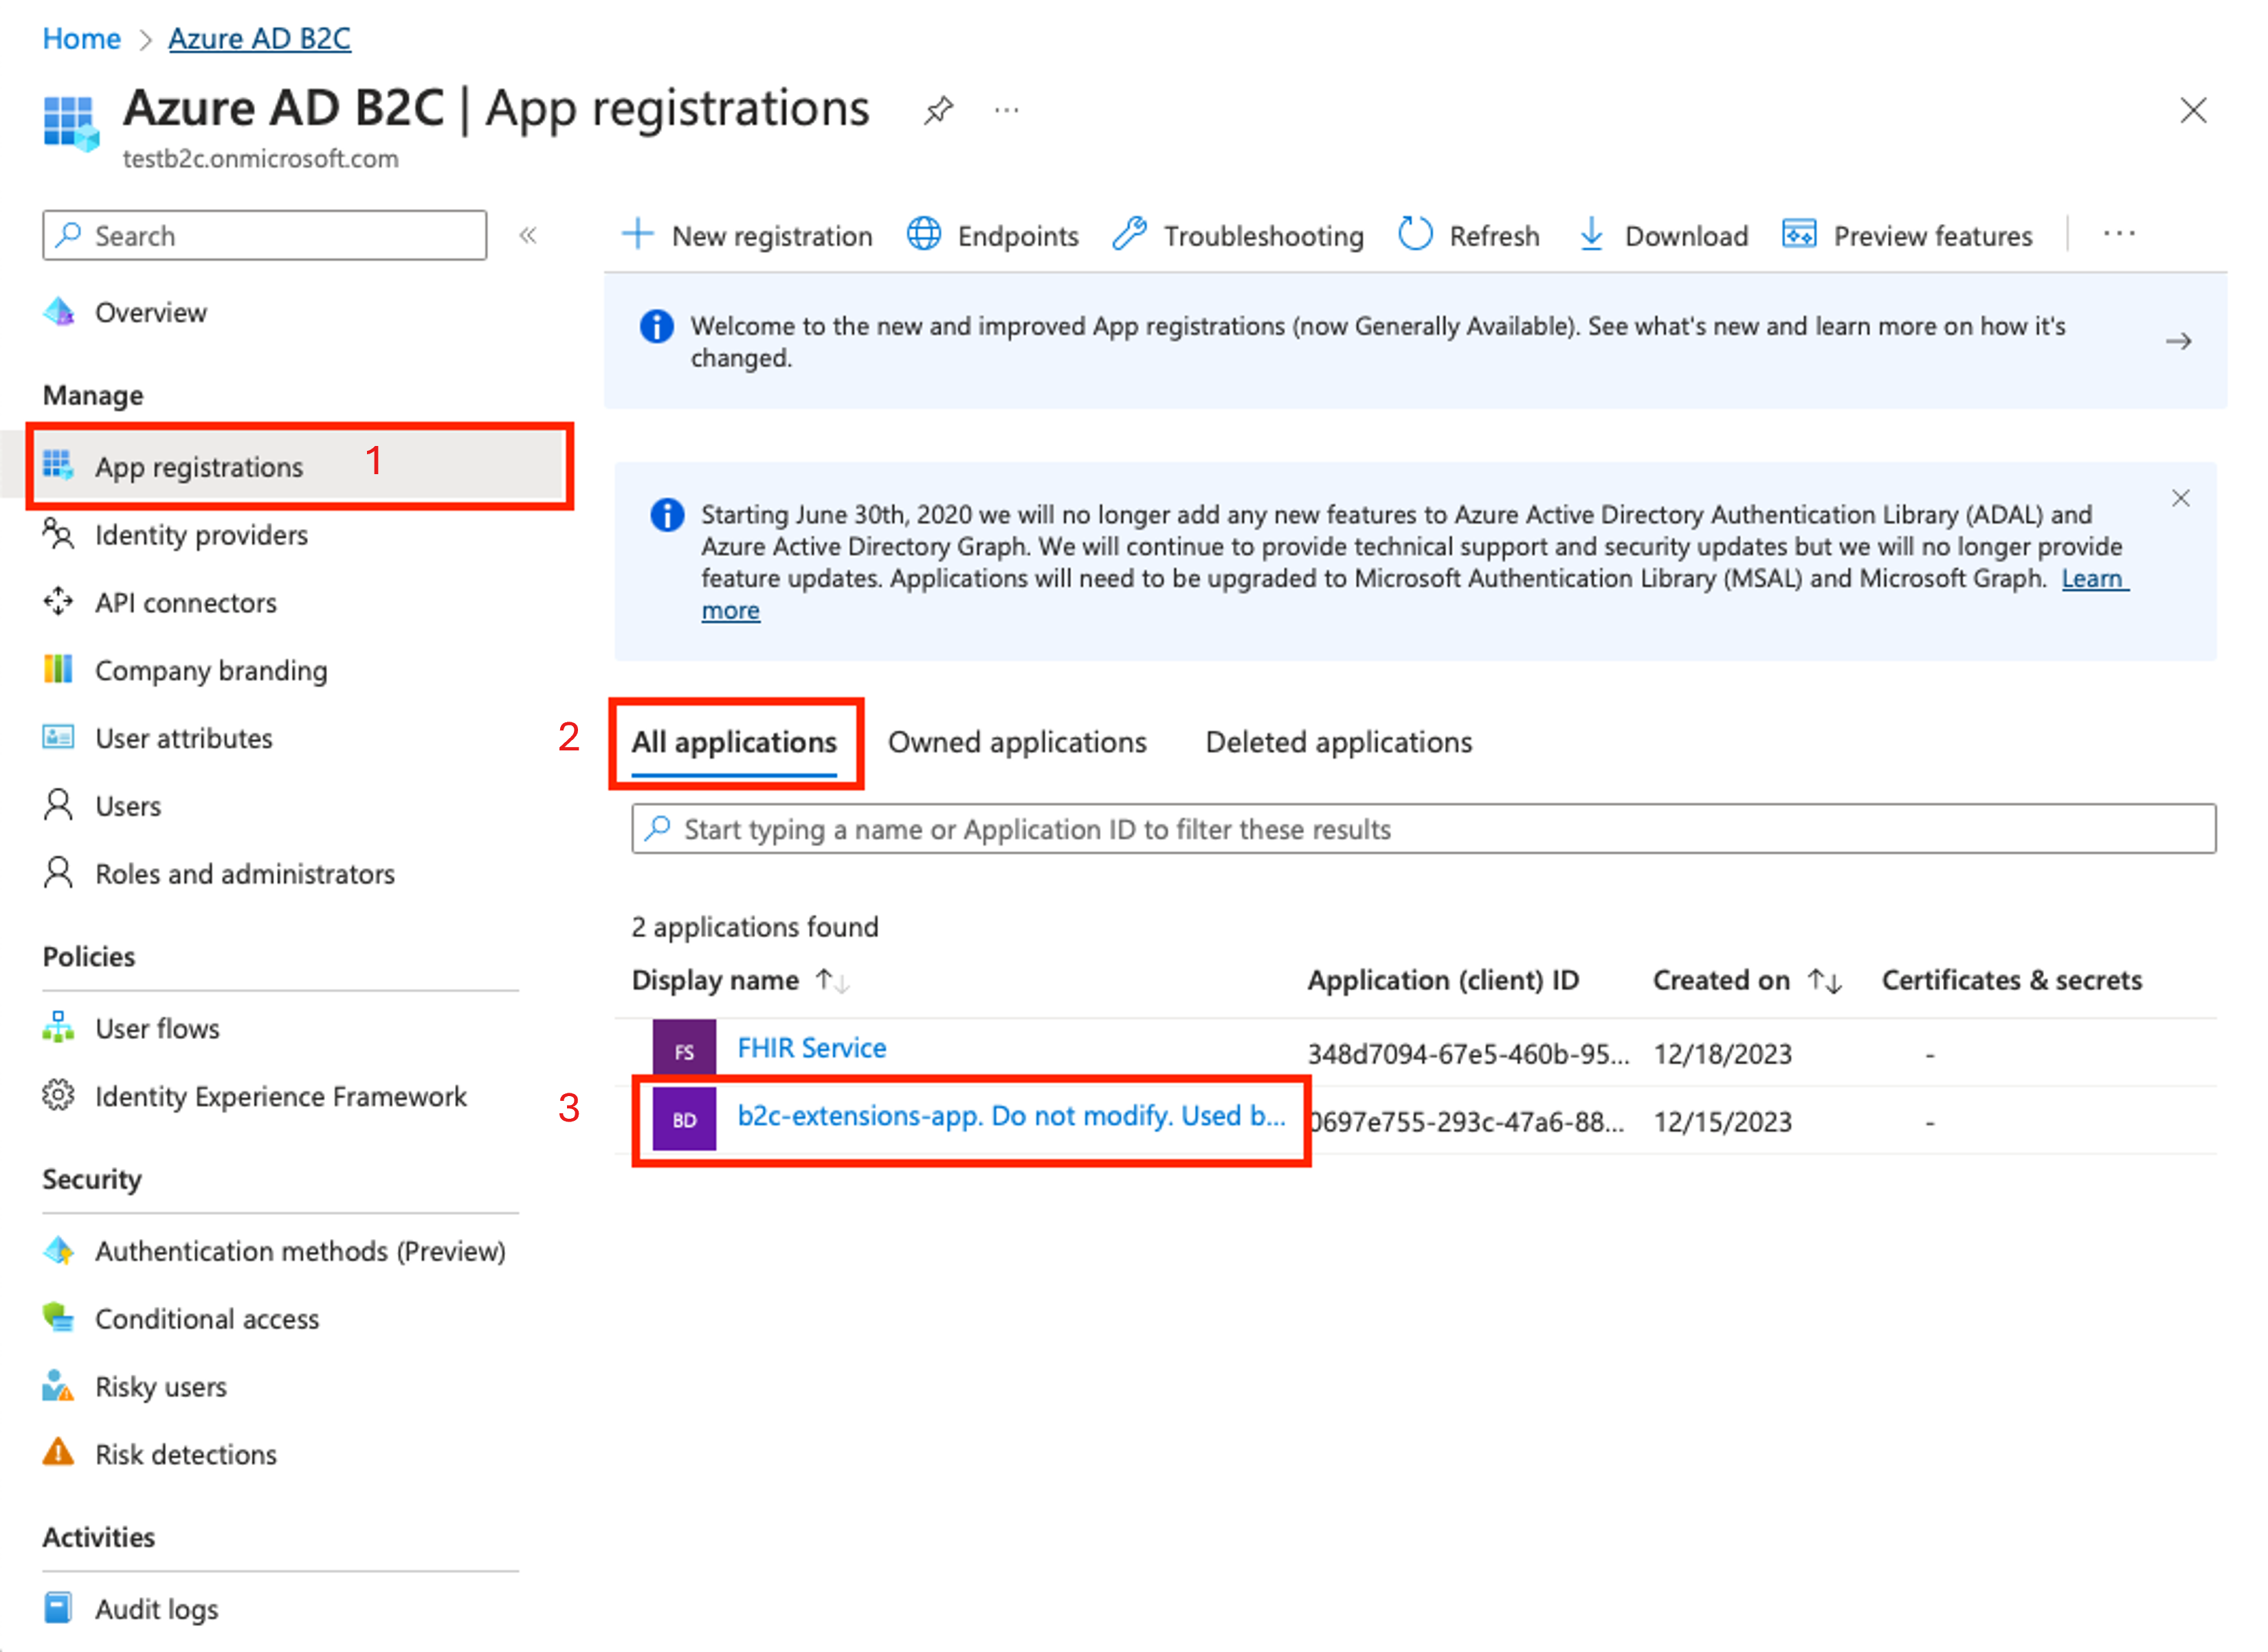 Home > Azure AD B2C
Azure AD B2C | App registrations ...
testb2c.onmicrosoft.com
Search «
Overview
Manage
App registrations 1
Identity providers
API connectors
Company branding
User attributes
Users
Roles and administrators
Policies
User flows
Identity Experience Framework
Security
Authentication methods (Preview)
Conditional access
Risky users
Risk detections
Activities
Audit logs
New registration Endpoints Troubleshooting Refresh Download Preview features ...
Welcome to the new and improved App registrations (now Generally Available). See what's new and learn more on how it's
changed.
Starting June 30th, 2020 we will no longer add any new features to Azure Active Directory Authentication Library (ADAL) and
Azure Active Directory Graph. We will continue to provide technical support and security updates but we will no longer provide
feature updates. Applications will need to be upgraded to Microsoft Authentication Library (MSAL) and Microsoft Graph. Learn
more
2 All applications Owned applications Deleted applications
Start typing a name or Application ID to filter these results
2 applications found
Display name ↑↓ Application (client) ID Created on ↑↓ Certificates & secrets
FS FHIR Service 348d7094-67e5-460b-95... 12/18/2023 -
3 BD b2c-extensions-app. Do not modify. Used b... 0697e755-293c-47a6-88... 12/15/2023 -